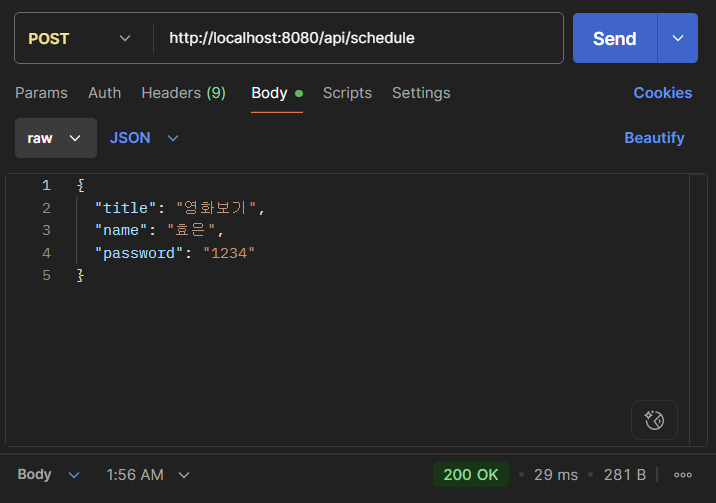 POST http://localhost:8080/api/schedule Send
Params Auth Headers (9) Body Scripts Settings Cookies
raw JSON Beautify
1 {
2 "title": "영화보기",
3 "name": "효은",
4 "password": "1234"
5 }
Body 1:56 AM 200 OK 29 ms 281 B